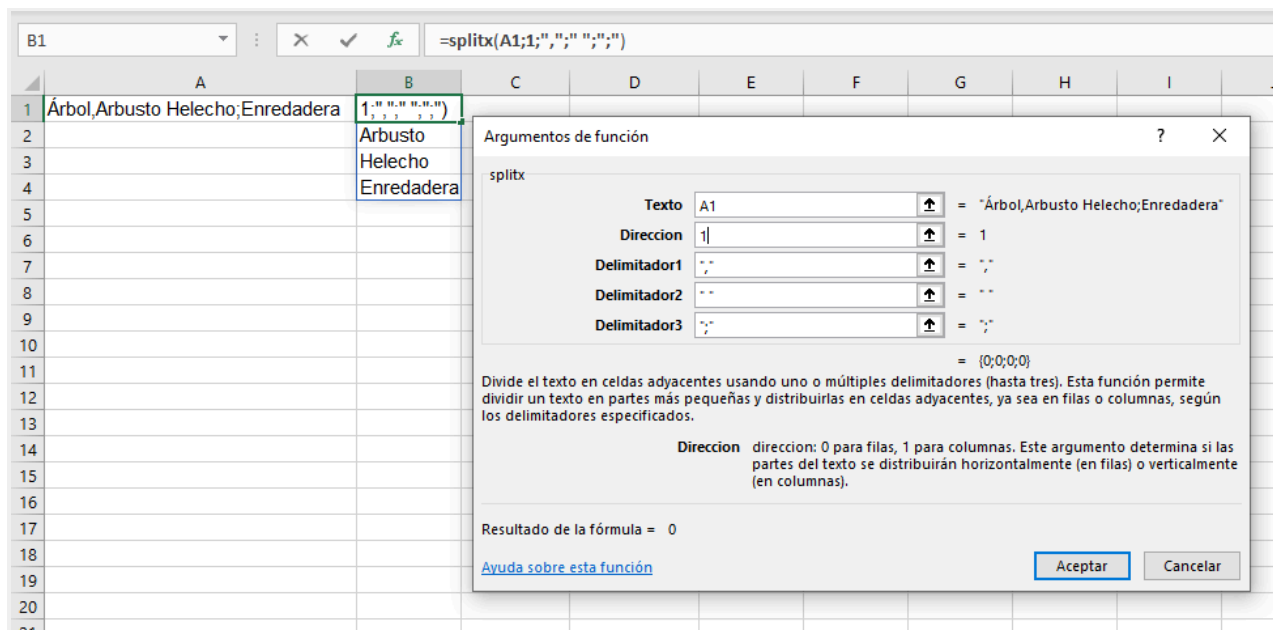 B1 fx =splitx(A1;1;",";" ";";")
A B C D E F G H I
1 Árbol,Arbusto Helecho;Enredadera 1;",";" ";";")
2 Arbusto
3 Helecho
4 Enredadera
5
6
7
8
9
10
11
12
13
14
15
16
17
18
19
20
Argumentos de función ? ×
splitx
Texto A1 = "Árbol,Arbusto Helecho;Enredadera"
Direccion 1 = 1
Delimitador1 "," = ","
Delimitador2 " " = " "
Delimitador3 ";" = ";"
= {0;0;0;0}
Divide el texto en celdas adyacentes usando uno o múltiples delimitadores (hasta tres). Esta función permite
dividir un texto en partes más pequeñas y distribuirlas en celdas adyacentes, ya sea en filas o columnas, según
los delimitadores especificados.
Direccion direccion: 0 para filas, 1 para columnas. Este argumento determina si las
partes del texto se distribuirán horizontalmente (en filas) o verticalmente
(en columnas).
Resultado de la fórmula = 0
Ayuda sobre esta función Aceptar Cancelar